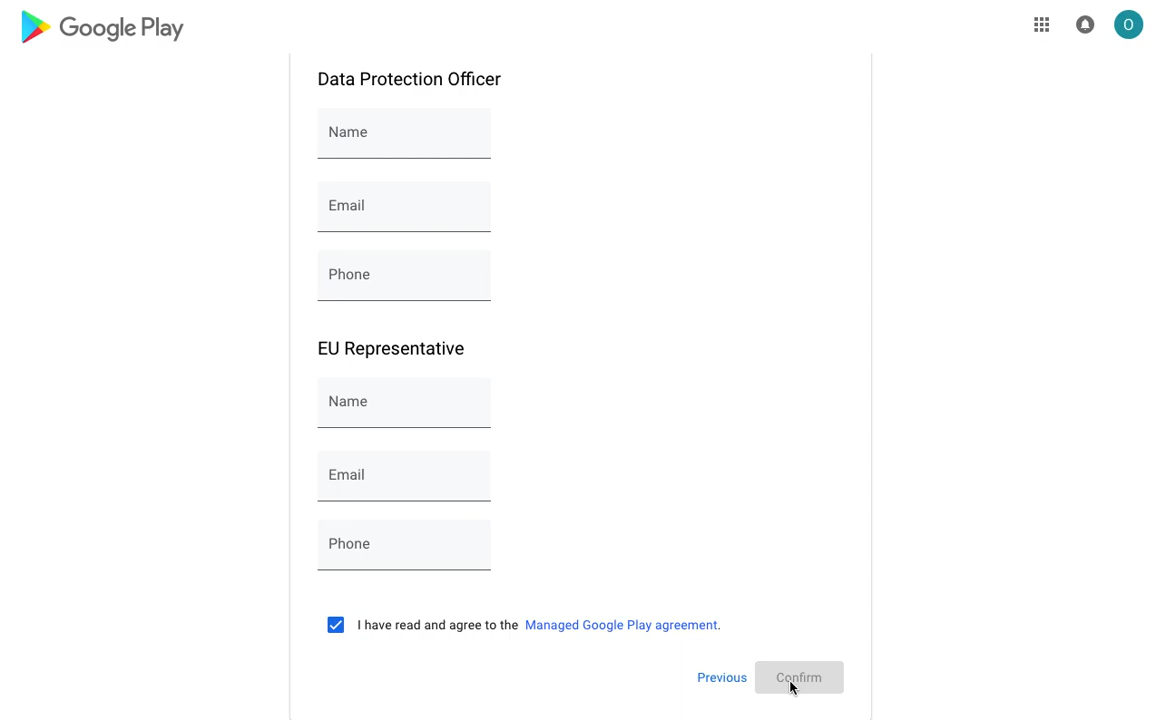 Google Play
O
Data Protection Officer
Name
Email
Phone
EU Representative
Name
Email
Phone
I have read and agree to the Managed Google Play agreement.
Previous Confirm